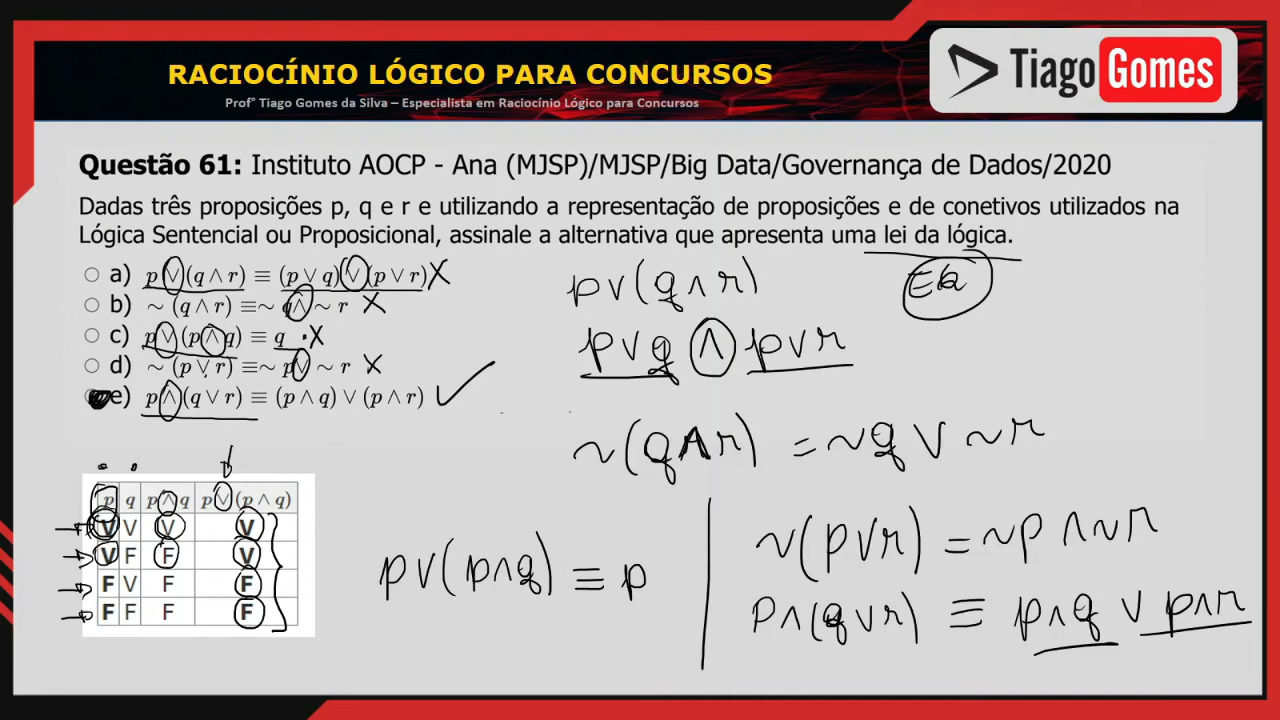 RACIOCÍNIO LÓGICO PARA CONCURSOS
Prof° Tiago Gomes da Silva – Especialista em Raciocínio Lógico para Concursos
Tiago Gomes
Questão 61: Instituto AOCP - Ana (MJSP)/MJSP/Big Data/Governança de Dados/2020
Dadas três proposições p, q e r e utilizando a representação de proposições e de conetivos utilizados na
Lógica Sentencial ou Proposicional, assinale a alternativa que apresenta uma lei da lógica.
a) p ∨ (q ∧ r) ≡ (p ∨ q) ∨ (p ∨ r) X
b) ∼ (q ∧ r) ≡∼ q ∧ ∼ r X
c) p ∨ (p ∧ q) ≡ q X
d) ∼ (p ∨ r) ≡∼ p ∨ ∼ r X
e) p ∧ (q ∨ r) ≡ (p ∧ q) ∨ (p ∧ r) ✓
p ∨ (q ∧ r)
p ∨ q ∧ p ∨ r
~(q ∧ r) = ~q ∨ ~r
p q p ∧ q p ∨ (p ∧ q)
V V V V
V F F V
F V F F
F F F F
p ∨ (p ∧ q) ≡ p
~(p ∨ r) = ~p ∧ ~r
p ∧ (q ∨ r) ≡ p ∧ q ∨ p ∧ r